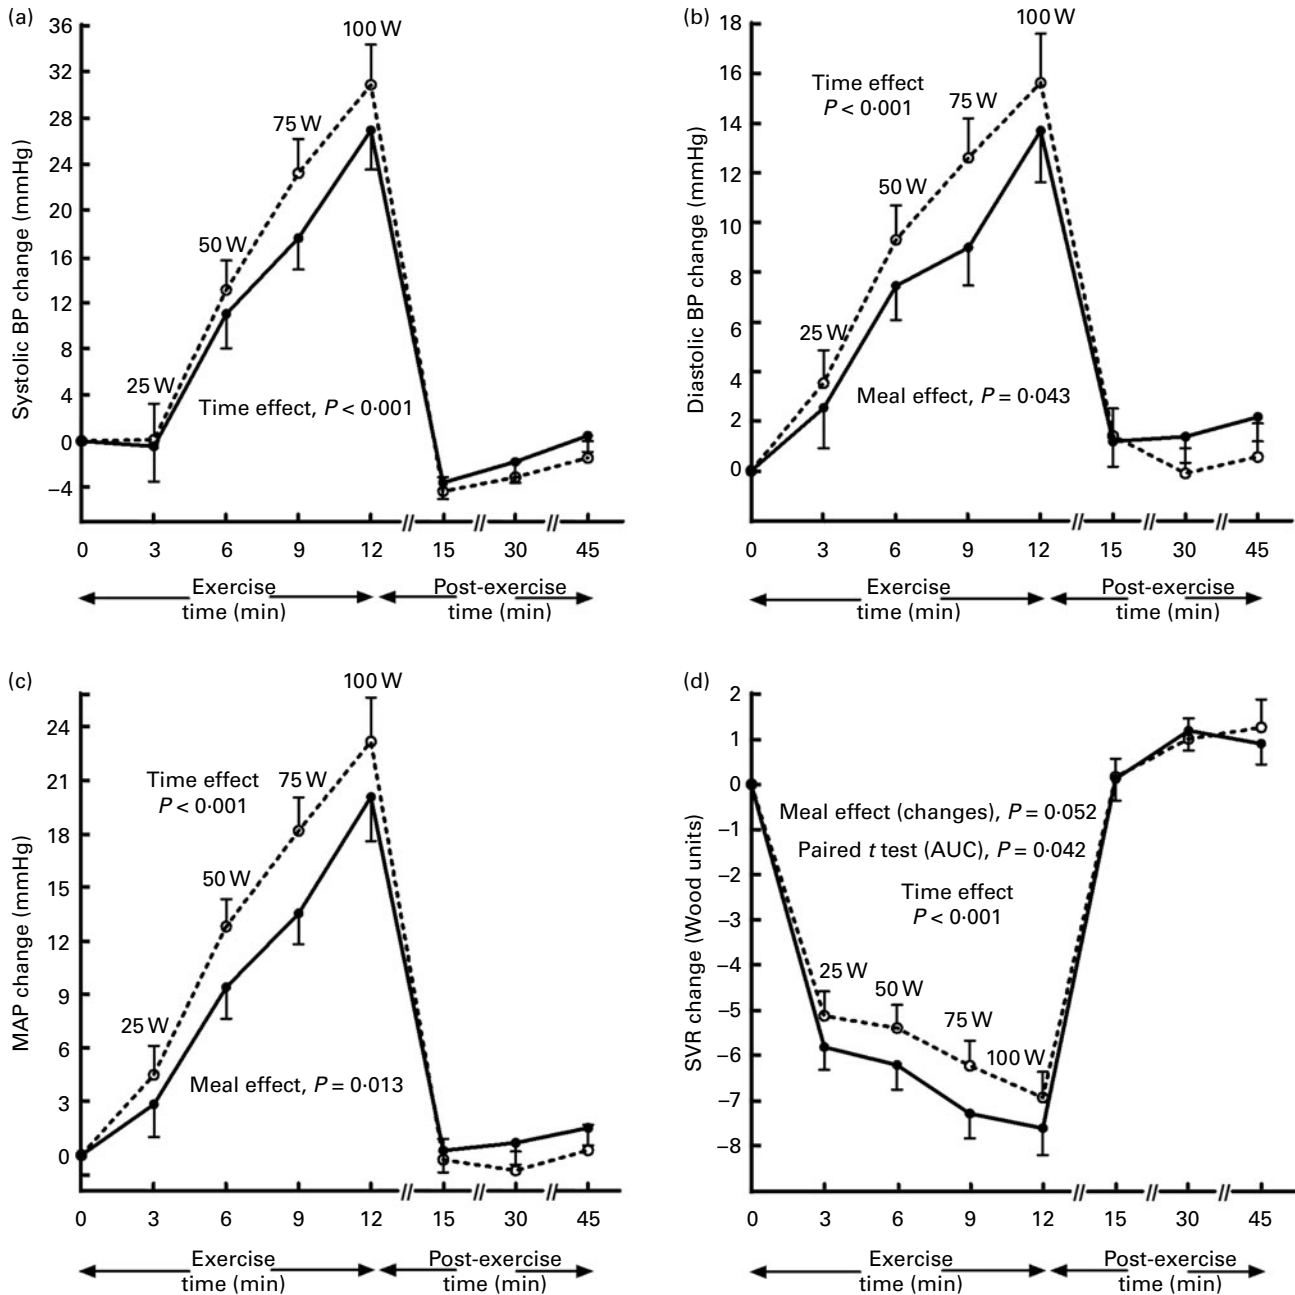 (a)
Systolic BP change (mmHg)
36
32
28
24
20
16
12
8
4
0
–4
25 W
50 W
75 W
100 W
Time effect, P < 0·001
0 3 6 9 12 15 30 45
Exercise
time (min)
Post-exercise
time (min)
(b)
Diastolic BP change (mmHg)
18
16
14
12
10
8
6
4
2
0
Time effect
P < 0·001
25 W
50 W
75 W
100 W
Meal effect, P = 0·043
0 3 6 9 12 15 30 45
Exercise
time (min)
Post-exercise
time (min)
(c)
MAP change (mmHg)
24
21
18
15
12
9
6
3
0
Time effect
P < 0·001
25 W
50 W
75 W
100 W
Meal effect, P = 0·013
0 3 6 9 12 15 30 45
Exercise
time (min)
Post-exercise
time (min)
(d)
SVR change (Wood units)
2
1
0
–1
–2
–3
–4
–5
–6
–7
–8
Meal effect (changes), P = 0·052
Paired t test (AUC), P = 0·042
Time effect
P < 0·001
25 W
50 W
75 W
100 W
0 3 6 9 12 15 30 45
Exercise
time (min)
Post-exercise
time (min)